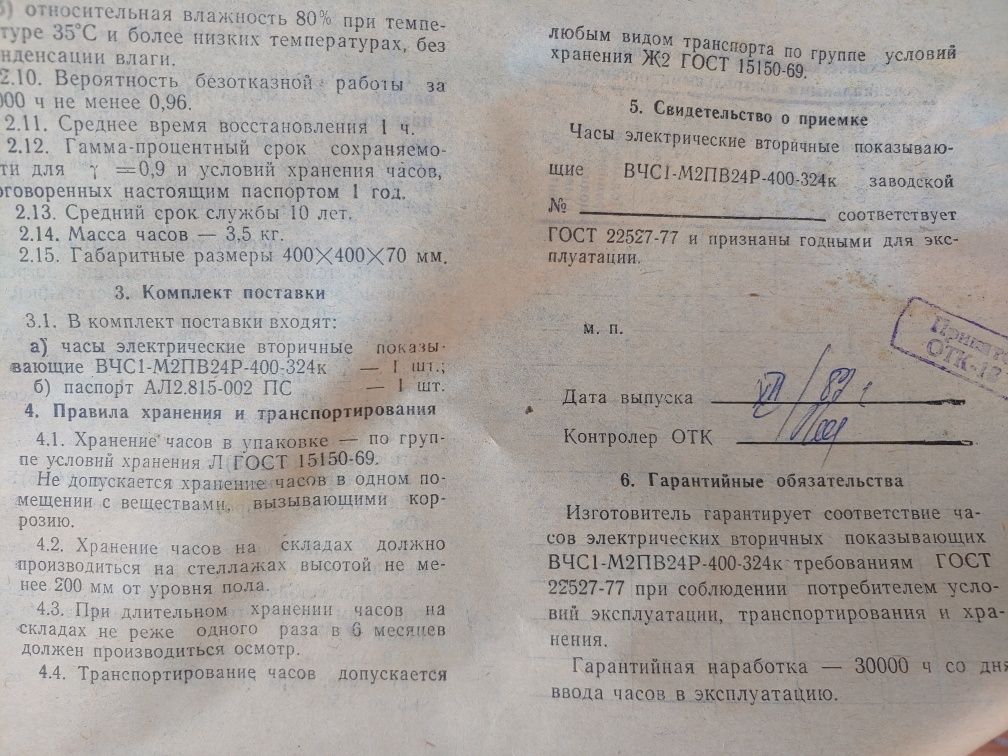 б) относительная влажность 80% при темпе-
туре 35°С и более низких температурах, без
нденсации влаги.
2.10. Вероятность безотказной работы за
000 ч не менее 0,96.
2.11. Среднее время восстановления 1 ч.
2.12. Гамма-процентный срок сохраняемо-
ти для γ =0,9 и условий хранения часов,
оговоренных настоящим паспортом 1 год.
2.13. Средний срок службы 10 лет.
2.14. Масса часов — 3,5 кг.
2.15. Габаритные размеры 400×400×70 мм.
3. Комплект поставки
3.1. В комплект поставки входят:
а) часы электрические вторичные показы-
вающие ВЧС1-М2ПВ24Р-400-324к — 1 шт.;
б) паспорт АЛ2.815-002 ПС — 1 шт.
4. Правила хранения и транспортирования
4.1. Хранение часов в упаковке — по груп-
пе условий хранения Л ГОСТ 15150-69.
Не допускается хранение часов в одном по-
мещении с веществами, вызывающими кор-
розию.
4.2. Хранение часов на складах должно
производиться на стеллажах высотой не ме-
нее 200 мм от уровня пола.
4.3. При длительном хранении часов на
складах не реже одного раза в 6 месяцев
должен производиться осмотр.
4.4. Транспортирование часов допускается
любым видом транспорта по группе условий
хранения Ж2 ГОСТ 15150-69.
5. Свидетельство о приемке
Часы электрические вторичные показываю-
щие ВЧС1-М2ПВ24Р-400-324к заводской
№ соответствует
ГОСТ 22527-77 и признаны годными для экс-
плуатации.
м. п.
ОТК-12
Дата выпуска
Контролер ОТК
6. Гарантийные обязательства
Изготовитель гарантирует соответствие ча-
сов электрических вторичных показывающих
ВЧС1-М2ПВ24Р-400-324к требованиям ГОСТ
22527-77 при соблюдении потребителем усло-
вий эксплуатации, транспортирования и хра-
нения.
Гарантийная наработка — 30000 ч со дня
ввода часов в эксплуатацию.